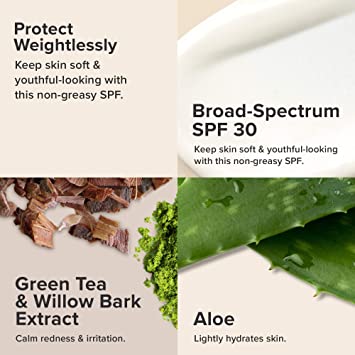 Protect
Weightlessly
Keep skin soft &
youthful-looking with
this non-greasy SPF.
Broad-Spectrum
SPF 30
Keep skin soft & youthful-looking
with this non-greasy SPF.
Green Tea
& Willow Bark
Extract
Calm redness & irritation.
Aloe
Lightly hydrates skin.